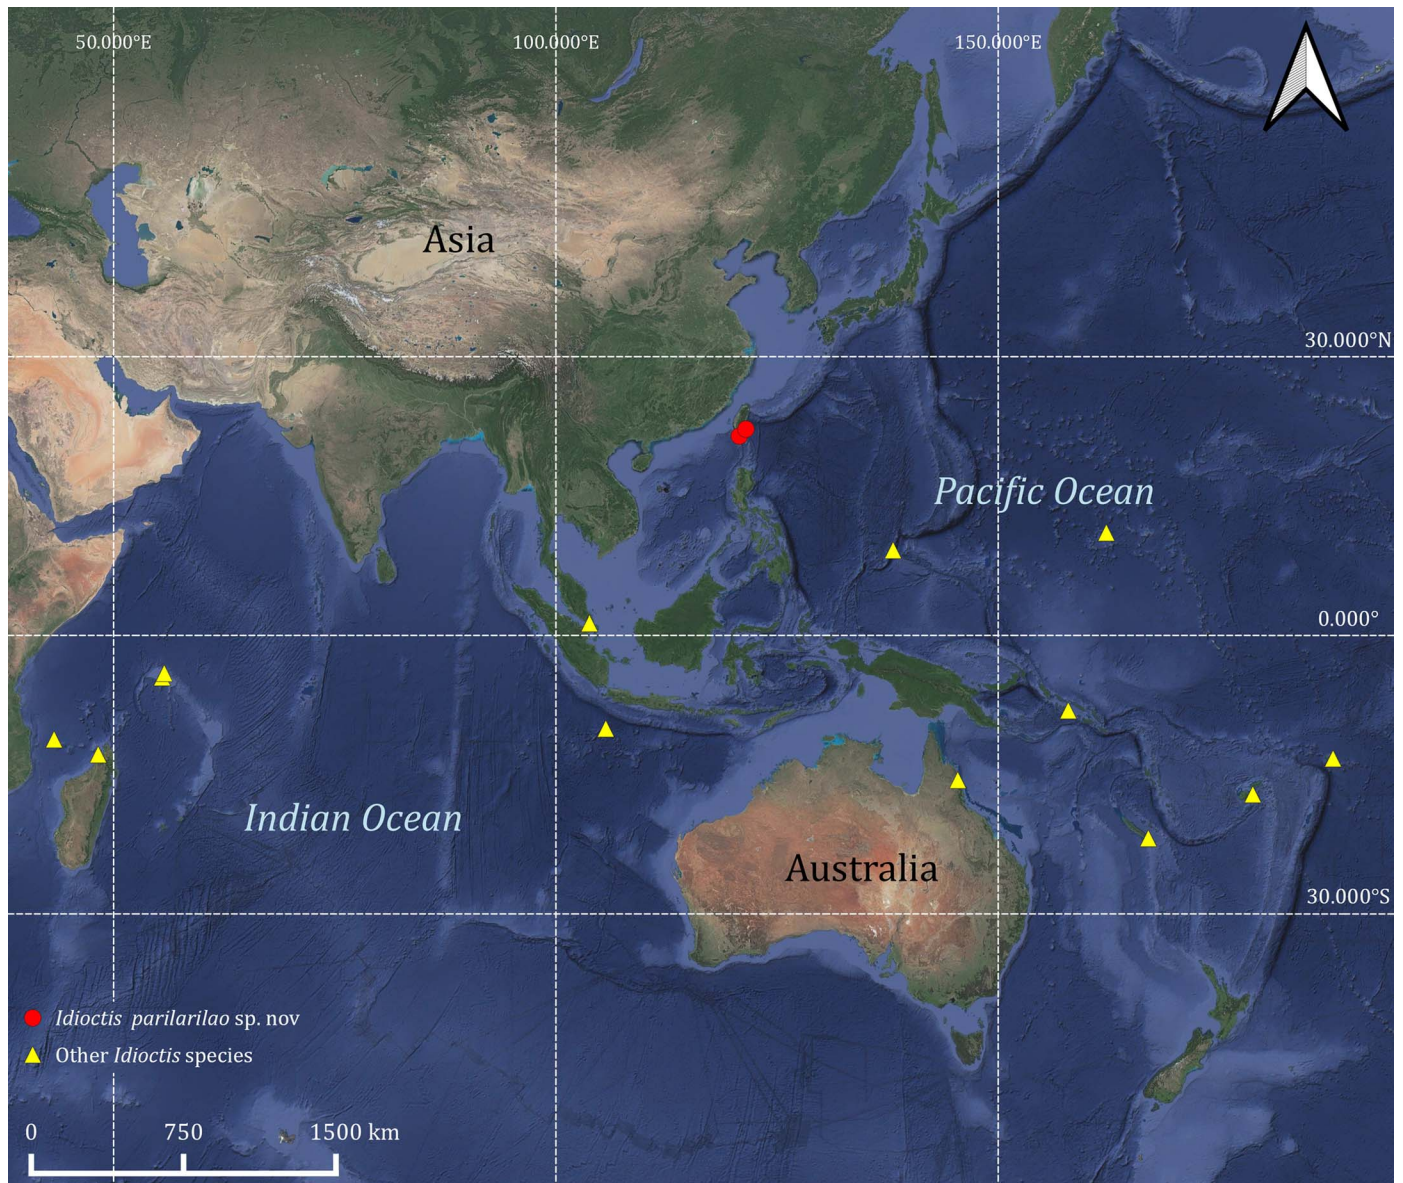 50.000°E 100.000°E 150.000°E
Asia
30.000°N
Pacific Ocean
0.000°
Indian Ocean
Australia
30.000°S
Idioctis parilarilao sp. nov
Other Idioctis species
0 750 1500 km